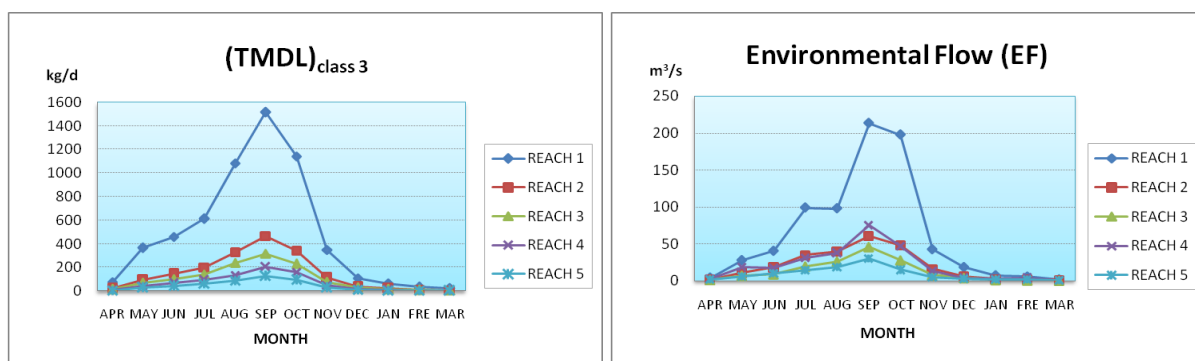 (TMDL)class 3
kg/d
1600
1400
1200
1000
800
600
400
200
0
APR MAY JUN JUL AUG SEP OCT NOV DEC JAN FRE MAR
MONTH
REACH 1
REACH 2
REACH 3
REACH 4
REACH 5
Environmental Flow (EF)
m³/s
250
200
150
100
50
0
APR MAY JUN JUL AUG SEP OCT NOV DEC JAN FRE MAR
MONTH
REACH 1
REACH 2
REACH 3
REACH 4
REACH 5